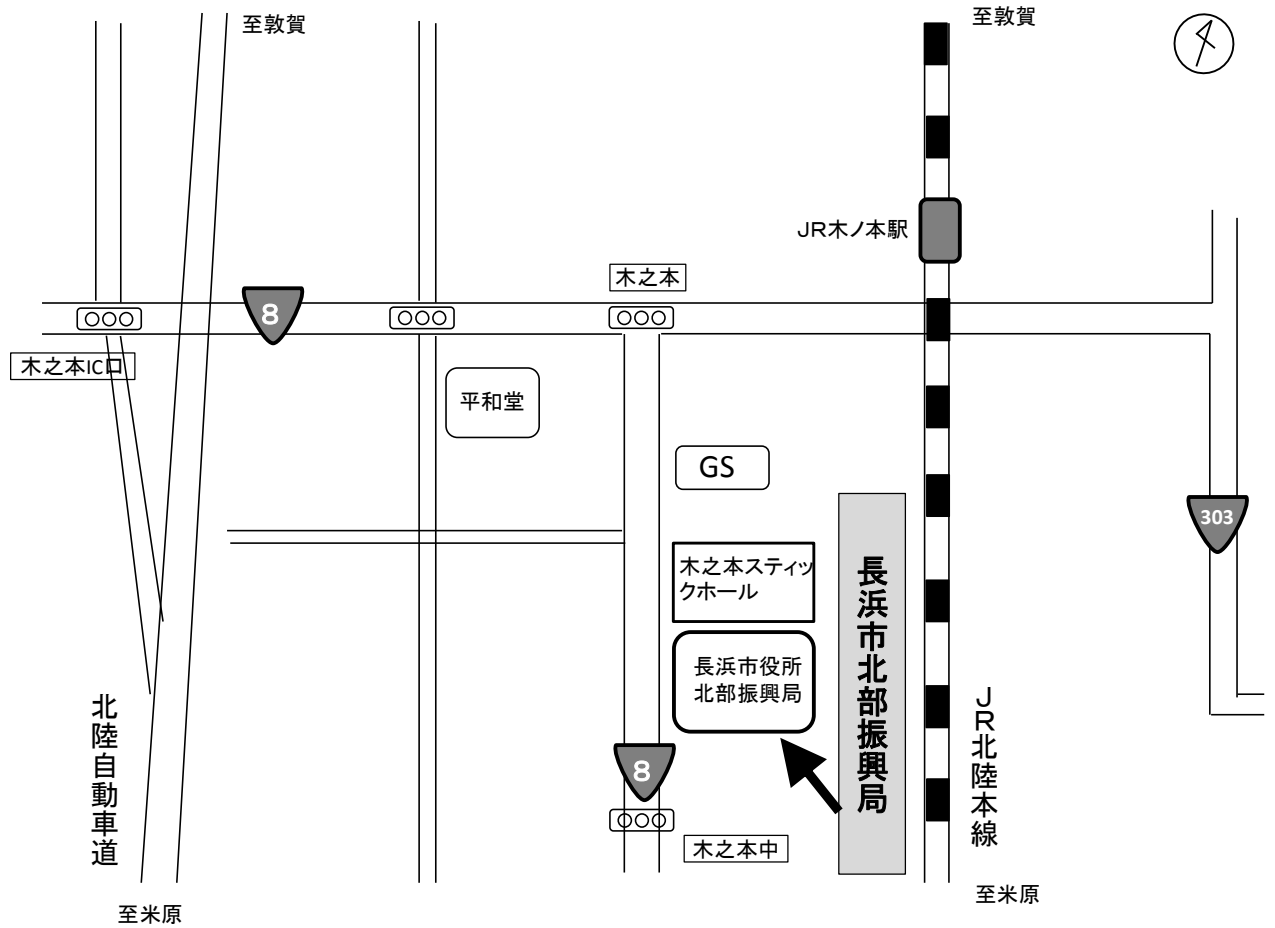 至敦賀
至敦賀
JR木ノ本駅
木之本
8
木之本IC口
平和堂
GS
303
木之本スティッ
クホール
長浜市北部振興局
長浜市役所
北部振興局
北陸自動車道
JR北陸本線
8
木之本中
至米原
至米原